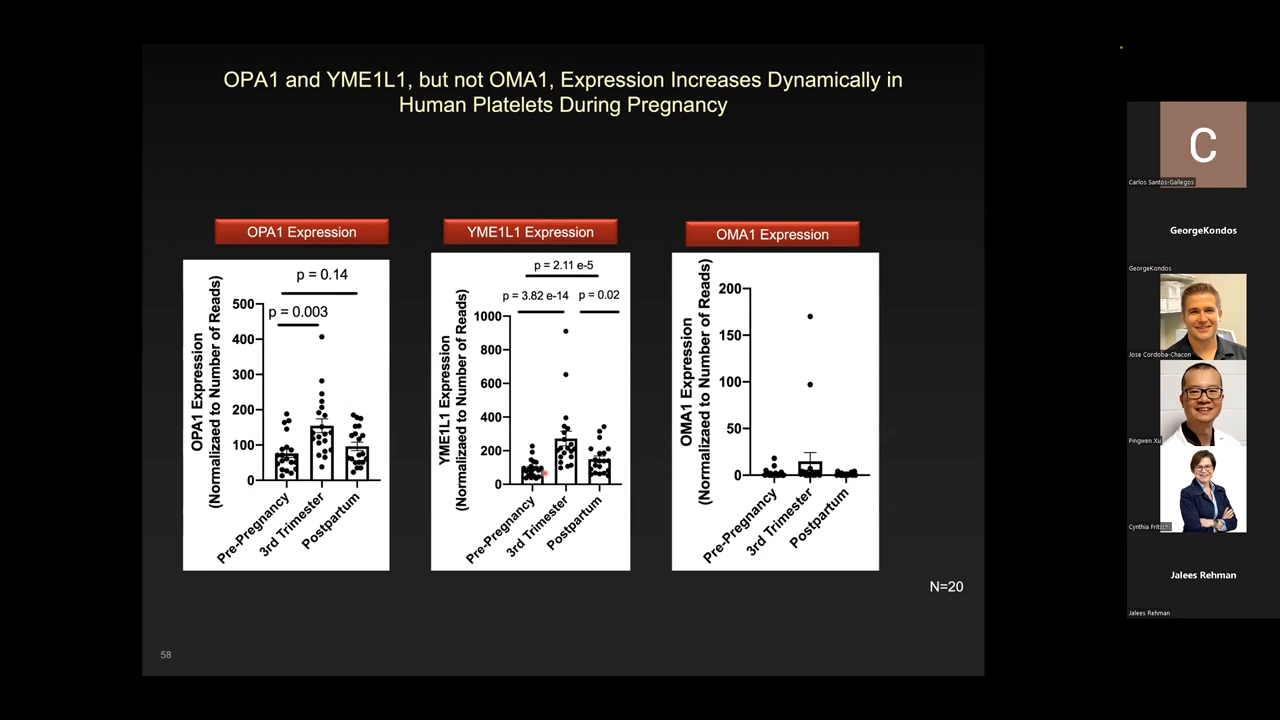 OPA1 and YME1L1, but not OMA1, Expression Increases Dynamically in
Human Platelets During Pregnancy
OPA1 Expression
p = 0.14
p = 0.003
OPA1 Expression
(Normalizaed to Number of Reads)
500
400
300
200
100
0
Pre-Pregnancy
3rd Trimester
Postpartum
YME1L1 Expression
p = 2.11 e-5
p = 3.82 e-14
p = 0.02
YME1L1 Expression
(Normalizaed to Number of Reads)
1000
800
600
400
200
0
Pre-Pregnancy
3rd Trimester
Postpartum
OMA1 Expression
OMA1 Expression
(Normalizaed to Number of Reads)
200
150
100
50
0
Pre-Pregnancy
3rd Trimester
Postpartum
N=20
58
C
Carlos Santos-Gallegos
GeorgeKondos
GeorgeKondos
Jose Cordoba-Chacon
Pingwen Xu
Cynthia Fritschi
Jalees Rehman
Jalees Rehman